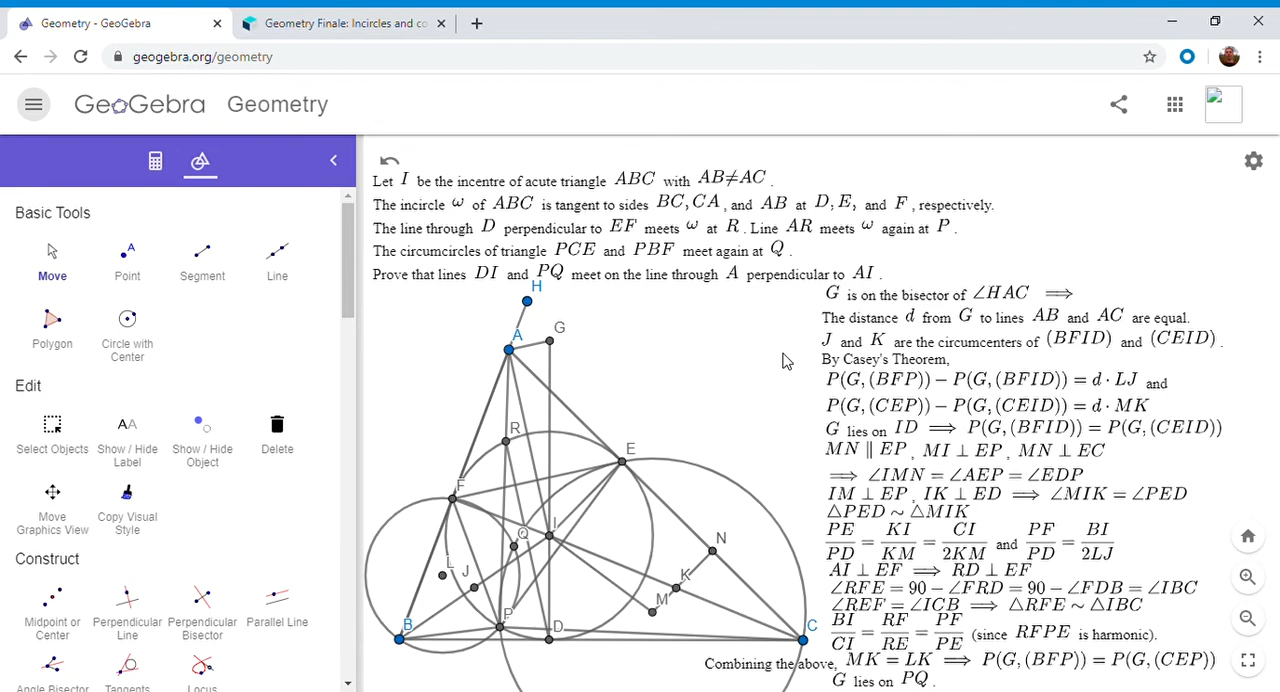 Geometry - GeoGebra
Geometry Finale: Incircles and co
geogebra.org/geometry
GeoGebra Geometry
Basic Tools
Move Point Segment Line
Polygon Circle with Center
Edit
Select Objects Show / Hide Label Show / Hide Object Delete
Move Graphics View Copy Visual Style
Construct
Midpoint or Center Perpendicular Line Perpendicular Bisector Parallel Line
Angle Bisector Tangents Locus
Let I be the incentre of acute triangle ABC with AB≠AC .
The incircle ω of ABC is tangent to sides BC, CA , and AB at D, E, and F , respectively.
The line through D perpendicular to EF meets ω at R . Line AR meets ω again at P .
The circumcircles of triangle PCE and PBF meet again at Q .
Prove that lines DI and PQ meet on the line through A perpendicular to AI .
H
A
G
R
E
F
Q
I
N
L
J
K
M
P
B
D
C
G is on the bisector of ∠HAC ⟹
The distance d from G to lines AB and AC are equal.
J and K are the circumcenters of (BFID) and (CEID) .
By Casey's Theorem,
P(G, (BFP)) − P(G, (BFID)) = d · LJ and
P(G, (CEP)) − P(G, (CEID)) = d · MK
G lies on ID ⟹ P(G, (BFID)) = P(G, (CEID))
MN ∥ EP , MI ⊥ EP , MN ⊥ EC
⟹ ∠IMN = ∠AEP = ∠EDP
IM ⊥ EP , IK ⊥ ED ⟹ ∠MIK = ∠PED
△PED ∼ △MIK
PE/PD = KI/KM = CI/2KM and PF/PD = BI/2LJ
AI ⊥ EF ⟹ RD ⊥ EF
∠RFE = 90 − ∠FRD = 90 − ∠FDB = ∠IBC
∠REF = ∠ICB ⟹ △RFE ∼ △IBC
BI/CI = RF/RE = PF/PE (since RFPE is harmonic).
Combining the above, MK = LK ⟹ P(G, (BFP)) = P(G, (CEP))
G lies on PQ .